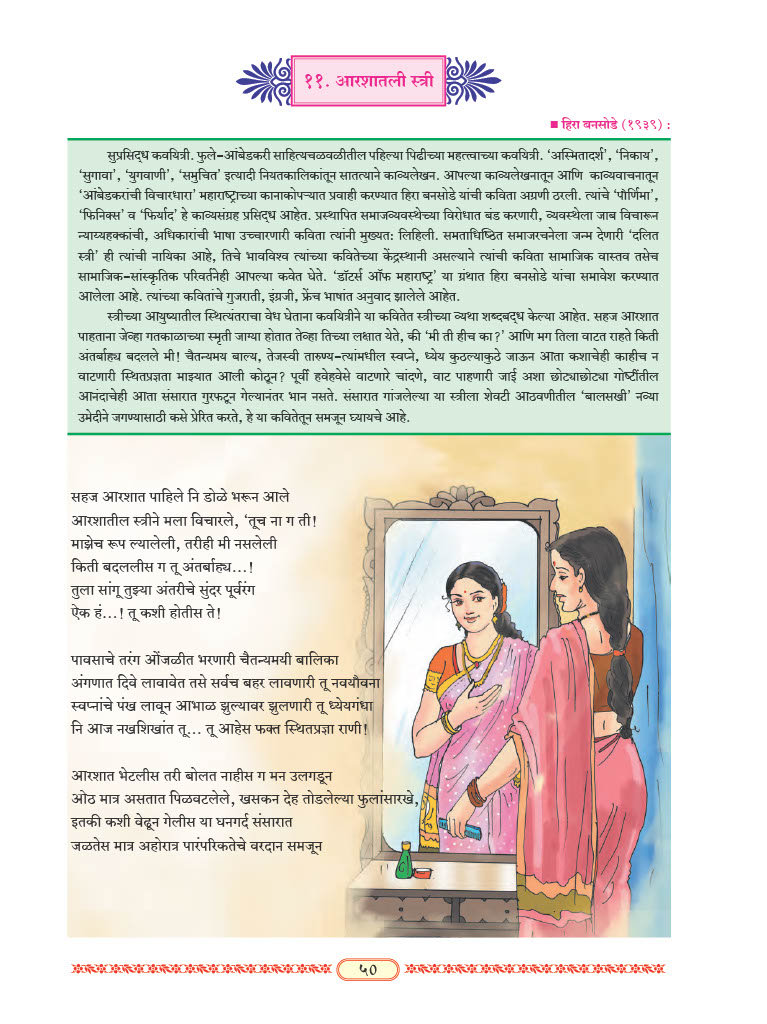 ११. आरशातली स्त्री
■ हिरा बनसोडे (१९३९) :
सुप्रसिद्ध कवयित्री. फुले-आंबेडकरी साहित्यचळवळीतील पहिल्या पिढीच्या महत्त्वाच्या कवयित्री. ‘अस्मितादर्श’, ‘निकाय’,
‘सुगावा’, ‘युगवाणी’, ‘समुचित’ इत्यादी नियतकालिकांतून सातत्याने काव्यलेखन. आपल्या काव्यलेखनातून आणि काव्यवाचनातून
‘आंबेडकरांची विचारधारा’ महाराष्ट्राच्या कानाकोपऱ्यात प्रवाही करण्यात हिरा बनसोडे यांची कविता अग्रणी ठरली. त्यांचे ‘पौर्णिमा’,
‘फिनिक्स’ व ‘फिर्याद’ हे काव्यसंग्रह प्रसिद्ध आहेत. प्रस्थापित समाजव्यवस्थेच्या विरोधात बंड करणारी, व्यवस्थेला जाब विचारून
न्याय्यहक्कांची, अधिकारांची भाषा उच्चारणारी कविता त्यांनी मुख्यत: लिहिली. समताधिष्ठित समाजरचनेला जन्म देणारी ‘दलित
स्त्री’ ही त्यांची नायिका आहे, तिचे भावविश्व त्यांच्या कवितेच्या केंद्रस्थानी असल्याने त्यांची कविता सामाजिक वास्तव तसेच
सामाजिक-सांस्कृतिक परिवर्तनेही आपल्या कवेत घेते. ‘डॉटर्स ऑफ महाराष्ट्र’ या ग्रंथात हिरा बनसोडे यांचा समावेश करण्यात
आलेला आहे. त्यांच्या कवितांचे गुजराती, इंग्रजी, फ्रेंच भाषांत अनुवाद झालेले आहेत.
स्त्रीच्या आयुष्यातील स्थित्यंतराचा वेध घेताना कवयित्रीने या कवितेत स्त्रीच्या व्यथा शब्दबद्ध केल्या आहेत. सहज आरशात
पाहताना जेव्हा गतकाळाच्या स्मृती जाग्या होतात तेव्हा तिच्या लक्षात येते, की ‘मी ती हीच का?’ आणि मग तिला वाटत राहते किती
अंतर्बाह्य बदलले मी! चैतन्यमय बाल्य, तेजस्वी तारुण्य-त्यांमधील स्वप्ने, ध्येय कुठल्याकुठे जाऊन आता कशाचेही काहीच न
वाटणारी स्थितप्रज्ञता माझ्यात आली कोठून? पूर्वी हवेहवेसे वाटणारे चांदणे, वाट पाहणारी जाई अशा छोट्याछोट्या गोष्टींतील
आनंदाचेही आता संसारात गुरफटून गेल्यानंतर भान नसते. संसारात गांजलेल्या या स्त्रीला शेवटी आठवणीतील ‘बालसखी’ नव्या
उमेदीने जगण्यासाठी कसे प्रेरित करते, हे या कवितेतून समजून घ्यायचे आहे.
सहज आरशात पाहिले नि डोळे भरून आले
आरशातील स्त्रीने मला विचारले, ‘तूच ना ग ती!
माझेच रूप ल्यालेली, तरीही मी नसलेली
किती बदललीस ग तू अंतर्बाह्य...!
तुला सांगू तुझ्या अंतरीचे सुंदर पूर्वरंग
ऐक हं...! तू कशी होतीस ते!
पावसाचे तरंग ओंजळीत भरणारी चैतन्यमयी बालिका
अंगणात दिवे लावावेत तसे सर्वच बहर लावणारी तू नवयौवना
स्वप्नांचे पंख लावून आभाळ झुल्यावर झुलणारी तू ध्येयगंधा
नि आज नखशिखांत तू... तू आहेस फक्त स्थितप्रज्ञा राणी!
आरशात भेटलीस तरी बोलत नाहीस ग मन उलगडून
ओठ मात्र असतात पिळवटलेले, खसकन देह तोडलेल्या फुलांसारखे,
इतकी कशी वेढून गेलीस या घनगर्द संसारात
जळतेस मात्र अहोरात्र पारंपरिकतेचे वरदान समजून
५०